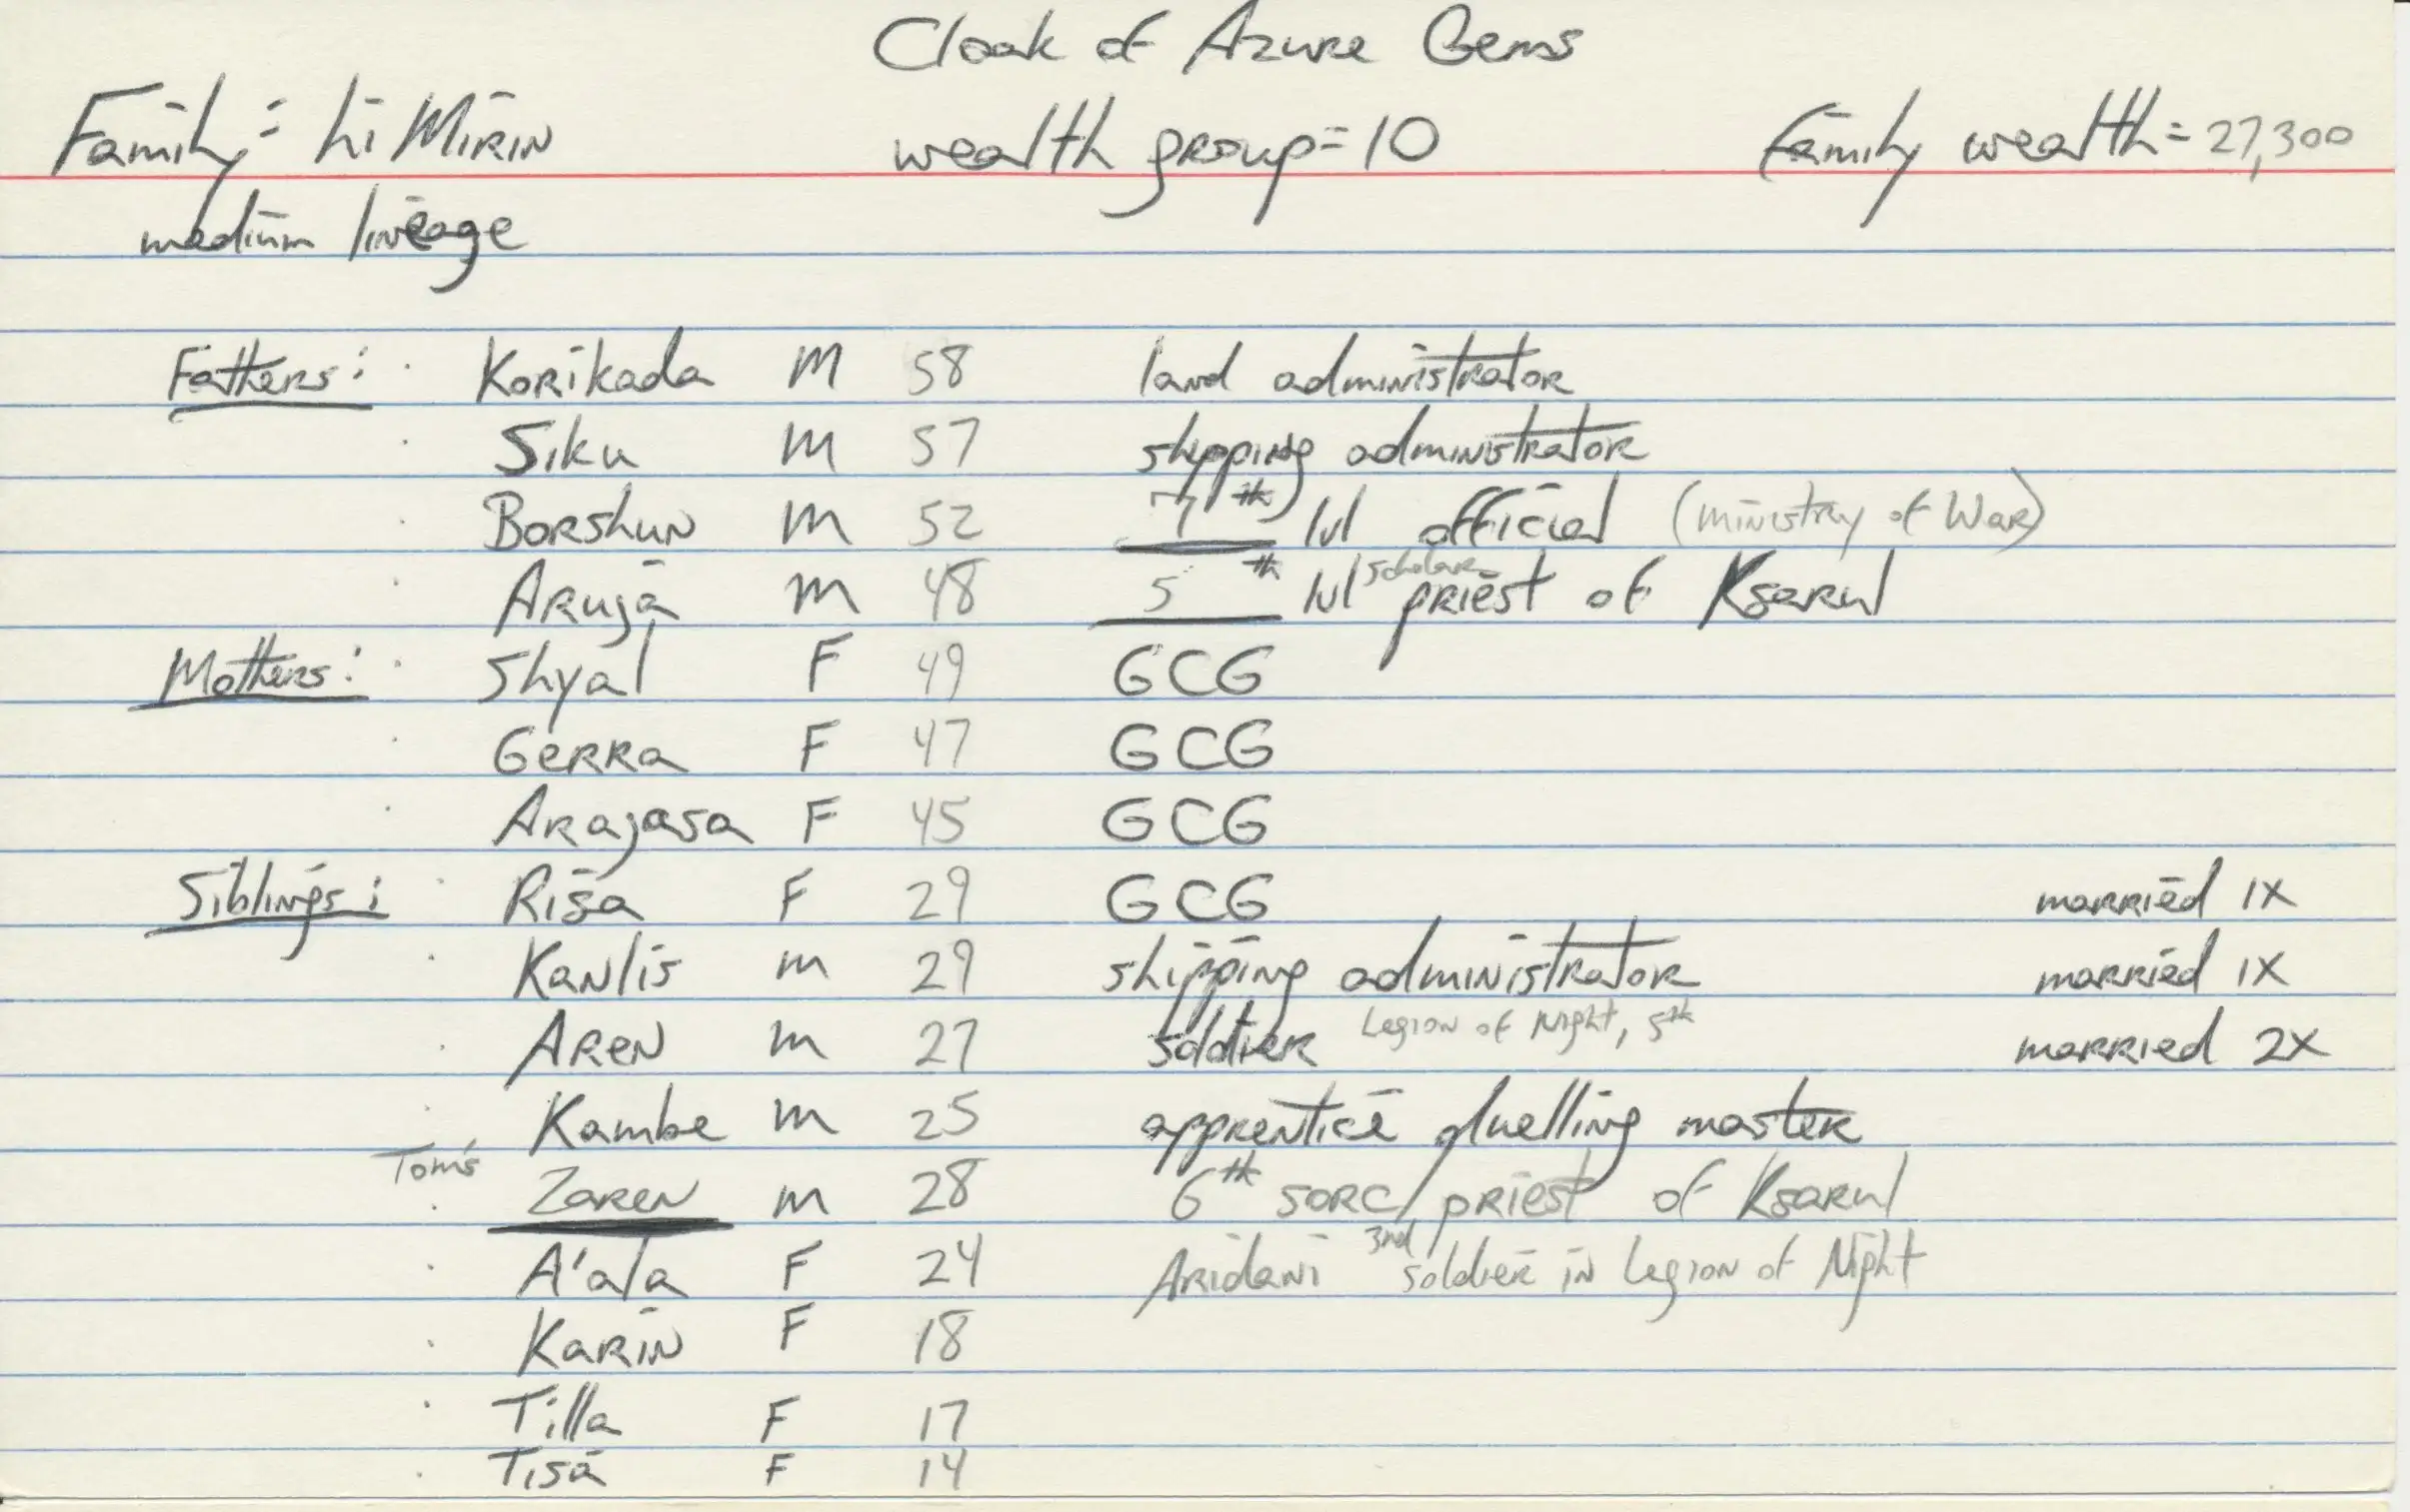 Cloak of Azure Gems
Family: hi Mirin wealth group=10 Family wealth=27,300
medium lineage
Fathers: Korikada M 58 land administrator
Siku M 57 shipping administrator
Borshun M 52 7th lvl official (Ministry of War)
Aruja M 48 5th lvl scholar priest of Ksarul
Mothers: Shyal F 49 GCG
Gerra F 47 GCG
Arajasa F 45 GCG
Siblings: Risa F 29 GCG married 1X
Kanlis M 29 shipping administrator married 1X
Aren M 27 soldier Legion of Night, 5th married 2X
Kambe M 25 apprentice duelling master
Tom's Zaren M 28 6th sorc/priest of Ksarul
A'ala F 24 Aridani 3rd soldier in Legion of Night
Karin F 18
Tilla F 17
Tisa F 14